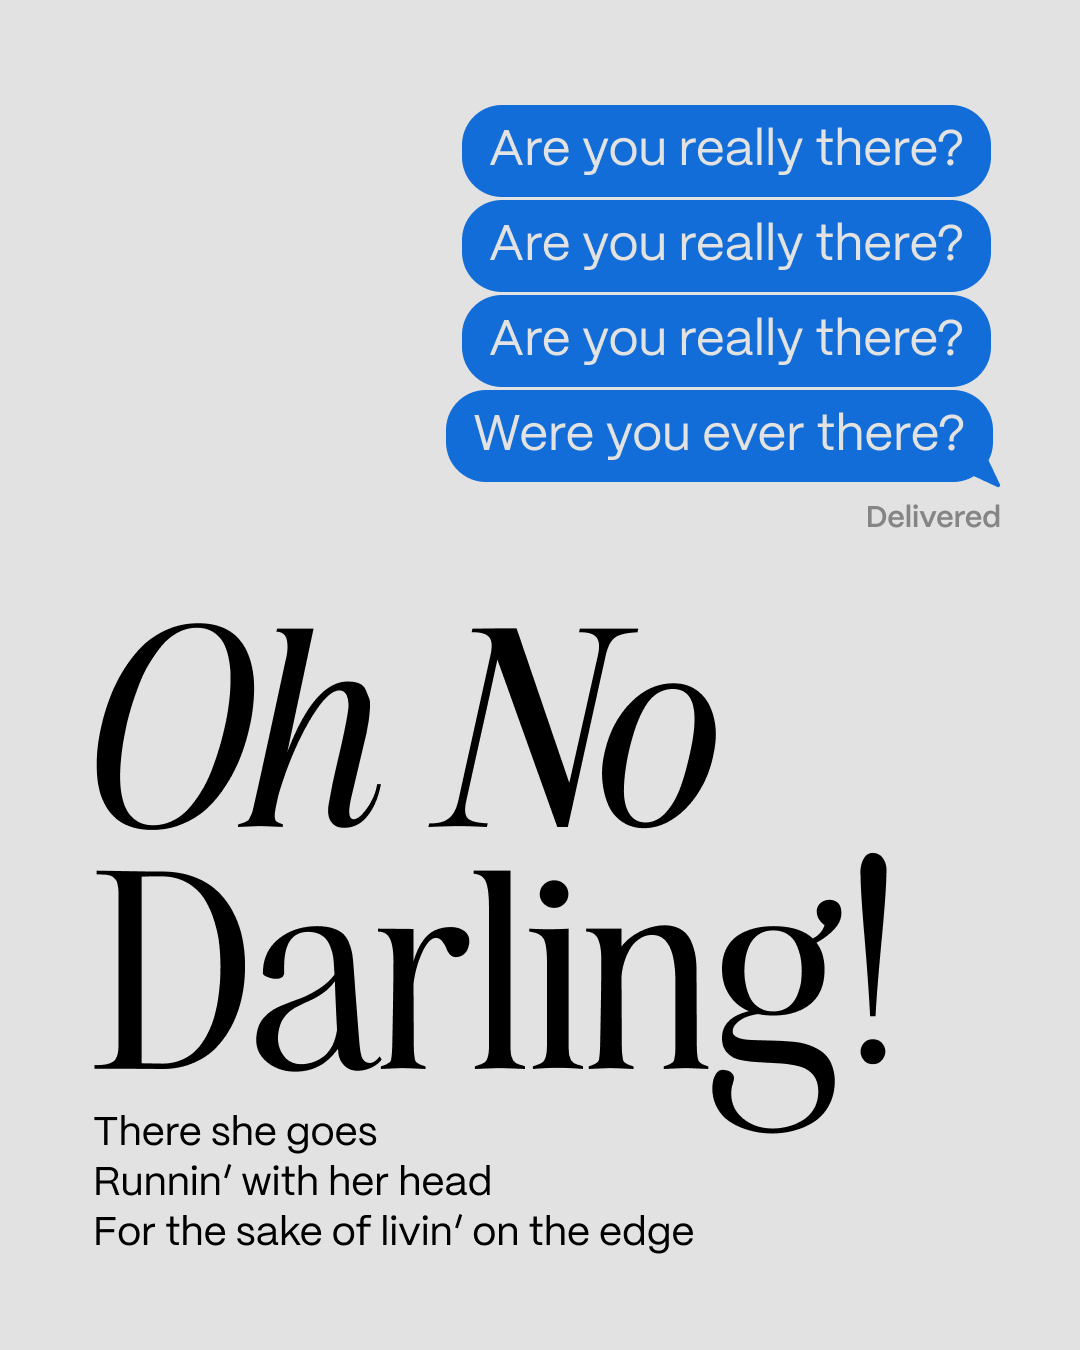 Are you really there?
Are you really there?
Are you really there?
Were you ever there?
Delivered
Oh No
Darling!
There she goes
Runnin’ with her head
For the sake of livin’ on the edge